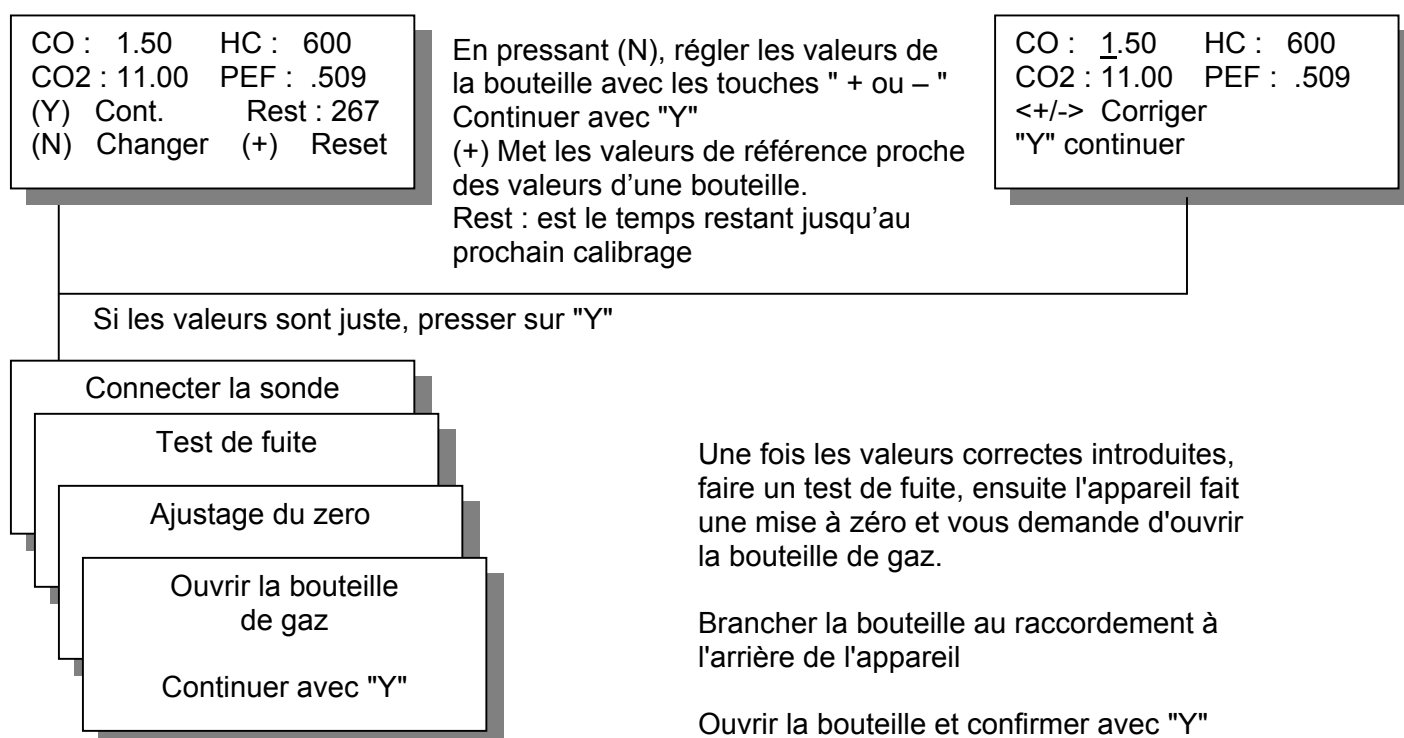 CO : 1.50 HC : 600
CO2 : 11.00 PEF : .509
(Y) Cont. Rest : 267
(N) Changer (+) Reset
En pressant (N), régler les valeurs de
la bouteille avec les touches " + ou – "
Continuer avec "Y"
(+) Met les valeurs de référence proche
des valeurs d’une bouteille.
Rest : est le temps restant jusqu’au
prochain calibrage
CO : 1.50 HC : 600
CO2 : 11.00 PEF : .509
<+/-> Corriger
"Y" continuer
Si les valeurs sont juste, presser sur "Y"
Connecter la sonde
Test de fuite
Ajustage du zero
Ouvrir la bouteille
de gaz
Continuer avec "Y"
Une fois les valeurs correctes introduites,
faire un test de fuite, ensuite l'appareil fait
une mise à zéro et vous demande d'ouvrir
la bouteille de gaz.
Brancher la bouteille au raccordement à
l'arrière de l'appareil
Ouvrir la bouteille et confirmer avec "Y"